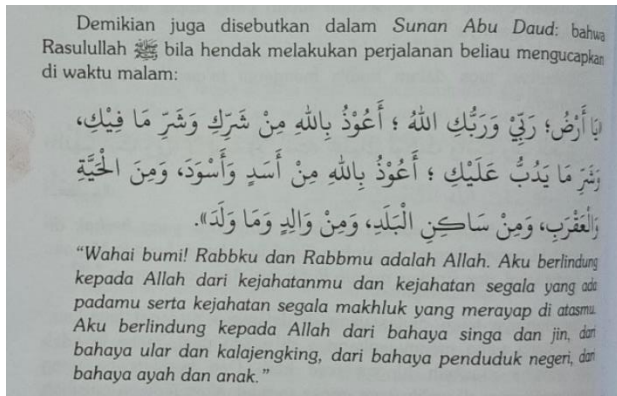 Demikian juga disebutkan dalam Sunan Abu Daud: bahwa
Rasulullah ﷺ bila hendak melakukan perjalanan beliau mengucapkan
di waktu malam:
يَا أَرْضُ؛ رَبِّيْ وَرَبُّكِ اللهُ ؛ أَعُوْذُ بِاللهِ مِنْ شَرِّكِ وَشَرِّ مَا فِيْكِ،
وَشَرِّ مَا يَدُبُّ عَلَيْكِ ؛ أَعُوْذُ بِاللهِ مِنْ أَسَدٍ وَأَسْوَدَ، وَمِنَ الْحَيَّةِ
وَالْعَقْرَبِ، وَمِنْ سَاكِنِ الْبَلَدِ، وَمِنْ وَالِدٍ وَمَا وَلَدَ».
"Wahai bumi! Rabbku dan Rabbmu adalah Allah. Aku berlindung
kepada Allah dari kejahatanmu dan kejahatan segala yang ada
padamu serta kejahatan segala makhluk yang merayap di atasmu.
Aku berlindung kepada Allah dari bahaya singa dan jin, dari
bahaya ular dan kalajengking, dari bahaya penduduk negeri, dan
bahaya ayah dan anak."